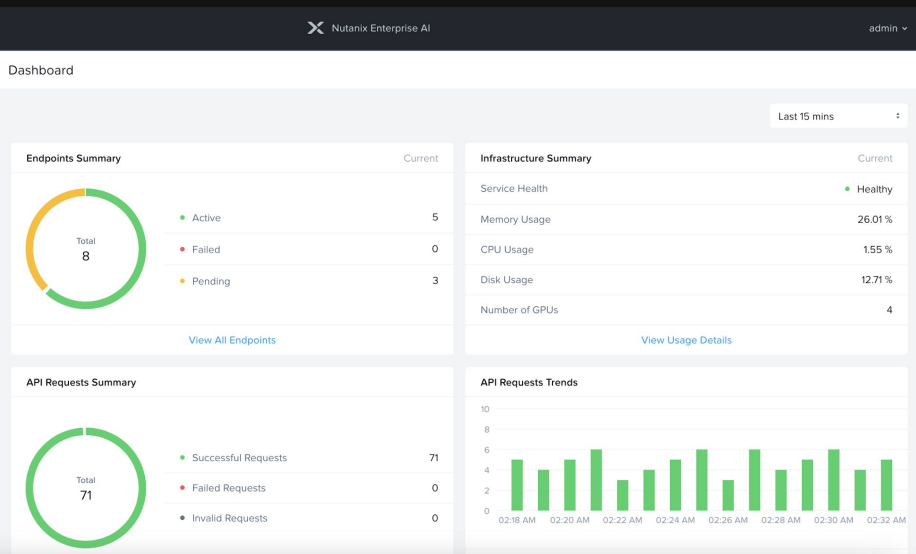 Nutanix Enterprise AI
admin
Dashboard
Last 15 mins
Endpoints Summary
Current
Total
8
Active
5
Failed
0
Pending
3
View All Endpoints
Infrastructure Summary
Current
Service Health
Healthy
Memory Usage
26.01 %
CPU Usage
1.55 %
Disk Usage
12.71 %
Number of GPUs
4
View Usage Details
API Requests Summary
Total
71
Successful Requests
71
Failed Requests
0
Invalid Requests
0
API Requests Trends
10
8
6
4
2
0
02:18 AM
02:20 AM
02:22 AM
02:24 AM
02:26 AM
02:28 AM
02:30 AM
02:32 AM